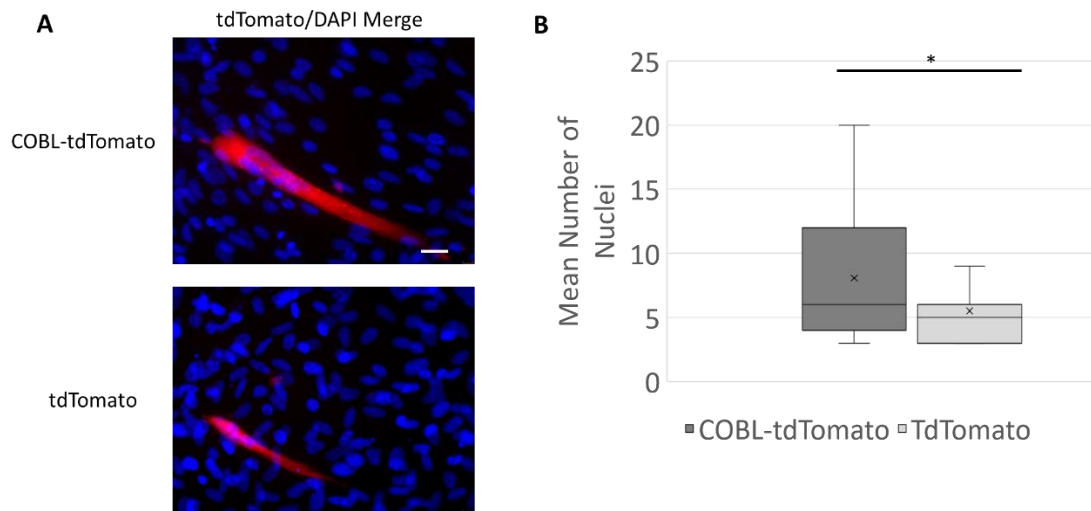 A
tdTomato/DAPI Merge
COBL-tdTomato
tdTomato
B
*
Mean Number of
Nuclei
25
20
15
10
5
0
COBL-tdTomato
TdTomato